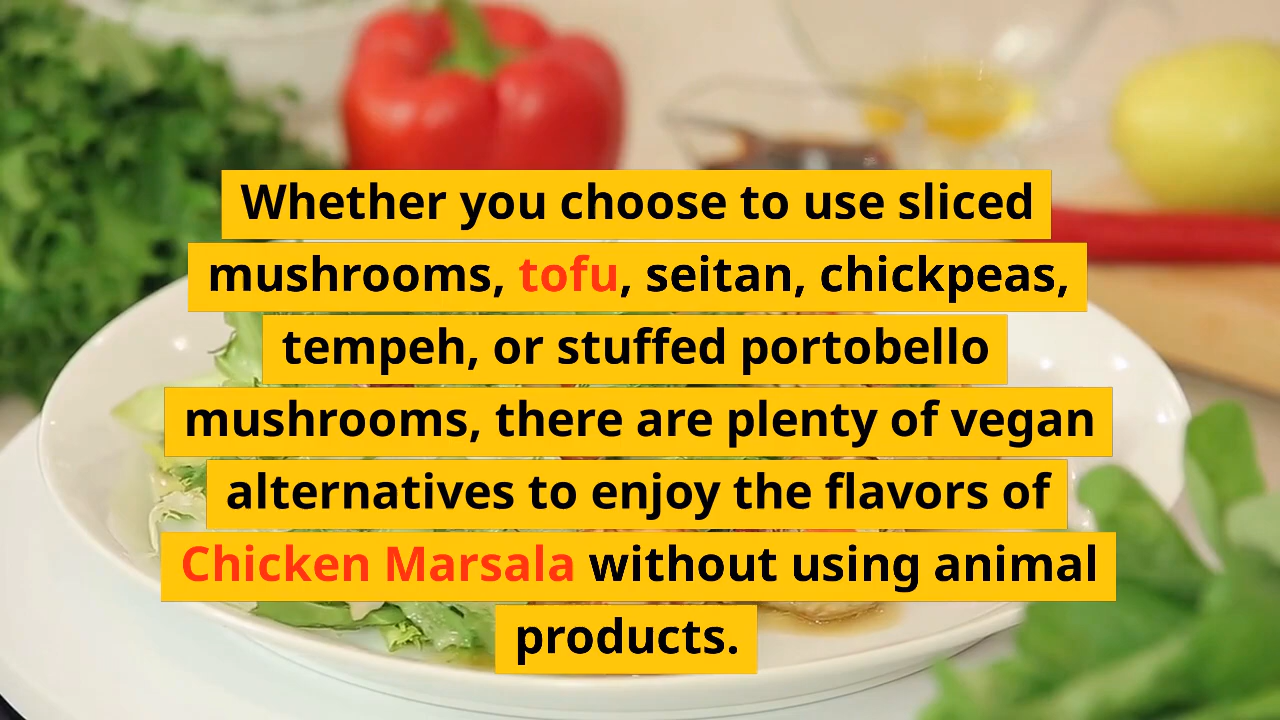 Whether you choose to use sliced
mushrooms, tofu, seitan, chickpeas,
tempeh, or stuffed portobello
mushrooms, there are plenty of vegan
alternatives to enjoy the flavors of
Chicken Marsala without using animal
products.